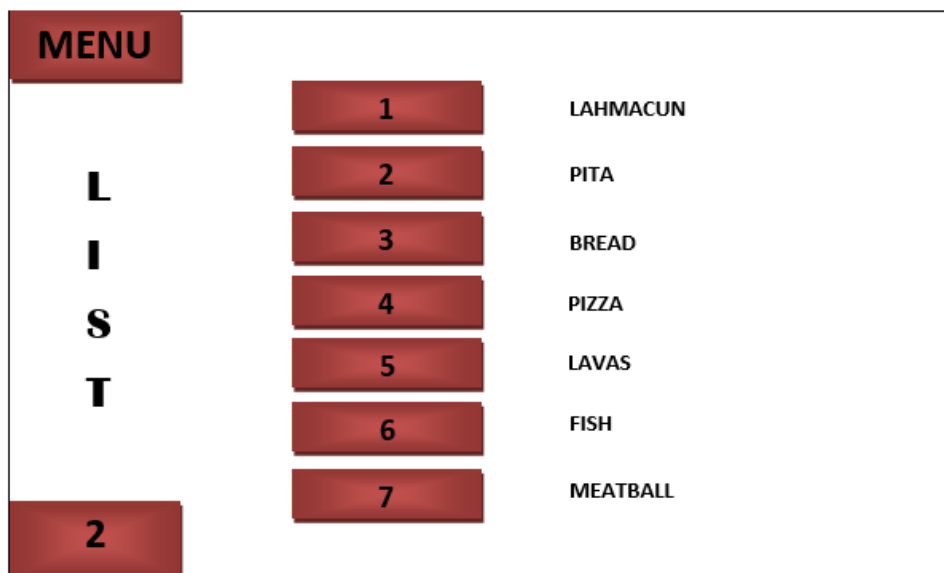 MENU
1 LAHMACUN
2 PITA
3 BREAD
4 PIZZA
5 LAVAS
6 FISH
7 MEATBALL
L
I
S
T
2